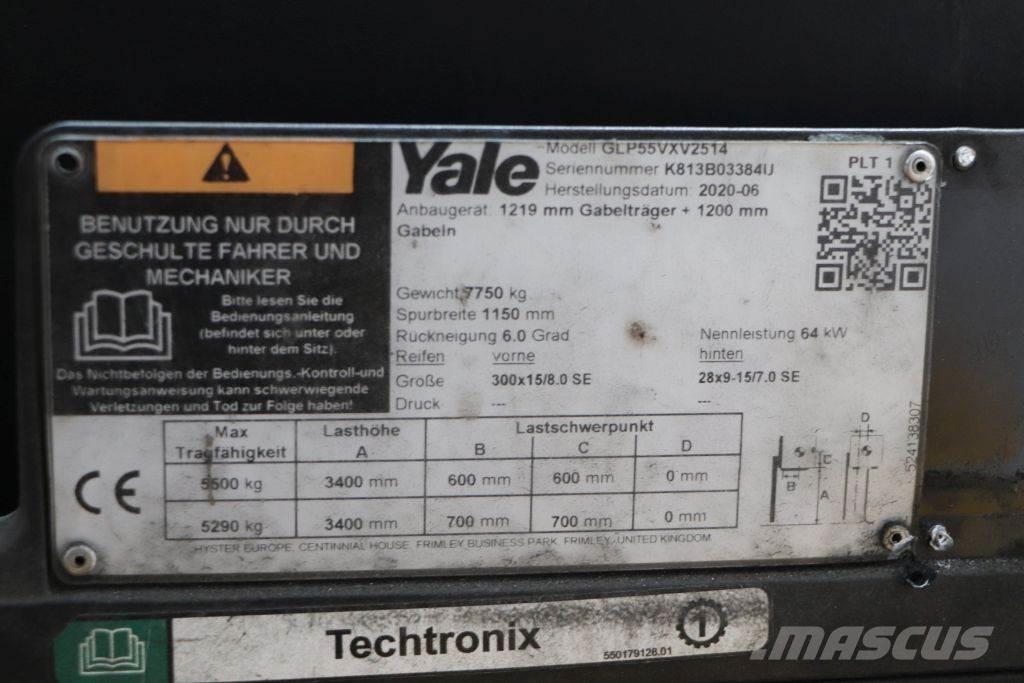 BENUTZUNG NUR DURCH
GESCHULTE FAHRER UND
MECHANIKER
Bitte lesen Sie die
Bedienungsanleitung
(befindet sich unter oder
hinter dem Sitz).
Das Nichtbefolgen der Bedienungs.-Kontroll-und
Wartungsanweisung kann schwerwiegende
Verletzungen und Tod zur Folge haben!
Yale
Modell GLP55VXV2514
Seriennummer K813B03384IJ
Herstellungsdatum: 2020-06
PLT 1
Anbaugerät: 1219 mm Gabelträger + 1200 mm
Gabeln
Gewicht 7750 kg
Spurbreite 1150 mm
Rückneigung 6.0 Grad Nennleistung 64 kW
Reifen vorne hinten
Große 300x15/8.0 SE 28x9-15/7.0 SE
Druck --- ---
Max Tragfähigkeit Lasthöhe A Lastschwerpunkt B C D
5500 kg 3400 mm 600 mm 600 mm 0 mm
5290 kg 3400 mm 700 mm 700 mm 0 mm
CE
D
C
B
A
524138307
HYSTER EUROPE, CENTINNIAL HOUSE, FRIMLEY BUSINESS PARK, FRIMLEY, UNITED KINGDOM
Techtronix
550179128.01
MASCUS